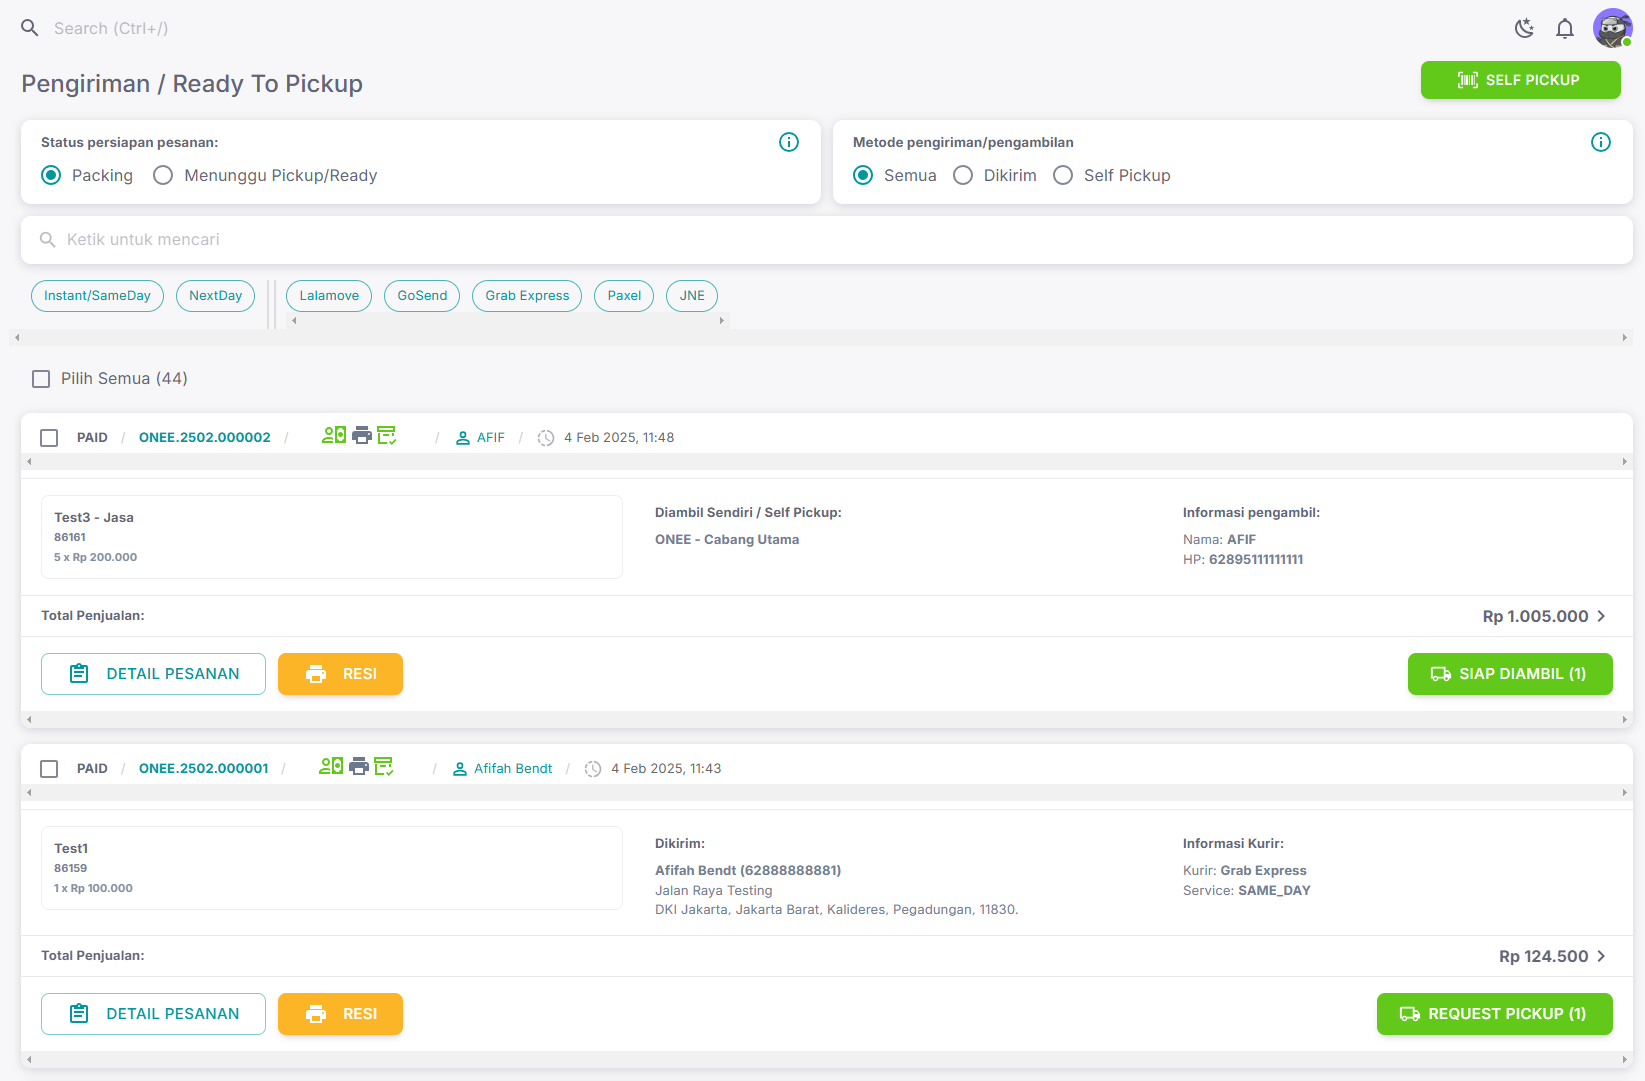 Search (Ctrl+/)
Pengiriman / Ready To Pickup
SELF PICKUP
Status persiapan pesanan:
Packing
Menunggu Pickup/Ready
Metode pengiriman/pengambilan
Semua
Dikirim
Self Pickup
Ketik untuk mencari
Instant/SameDay
NextDay
Lalamove
GoSend
Grab Express
Paxel
JNE
Pilih Semua (44)
PAID / ONEE.2502.000002 / / AFIF / 4 Feb 2025, 11:48
Test3 - Jasa
86161
5 x Rp 200.000
Diambil Sendiri / Self Pickup:
ONEE - Cabang Utama
Informasi pengambil:
Nama: AFIF
HP: 62895111111111
Total Penjualan:
Rp 1.005.000
DETAIL PESANAN
RESI
SIAP DIAMBIL (1)
PAID / ONEE.2502.000001 / / Afifah Bendt / 4 Feb 2025, 11:43
Test1
86159
1 x Rp 100.000
Dikirim:
Afifah Bendt (62888888881)
Jalan Raya Testing
DKI Jakarta, Jakarta Barat, Kalideres, Pegadungan, 11830.
Informasi Kurir:
Kurir: Grab Express
Service: SAME_DAY
Total Penjualan:
Rp 124.500
DETAIL PESANAN
RESI
REQUEST PICKUP (1)